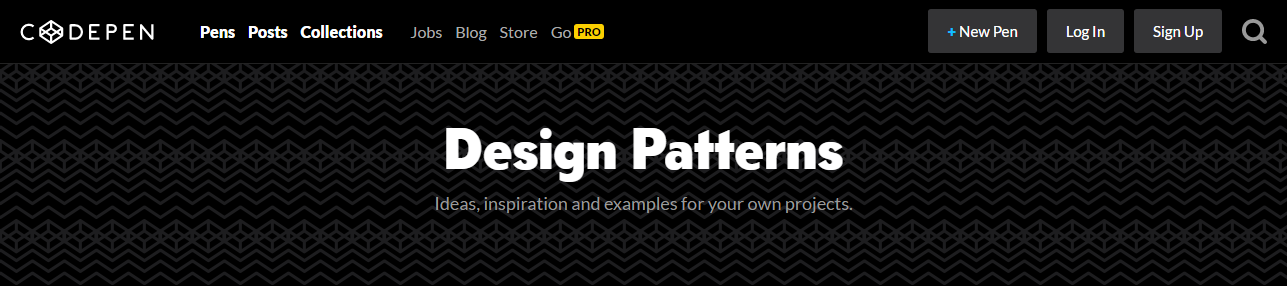 CODEPEN Pens Posts Collections Jobs Blog Store Go PRO + New Pen Log In Sign Up
Design Patterns
Ideas, inspiration and examples for your own projects.